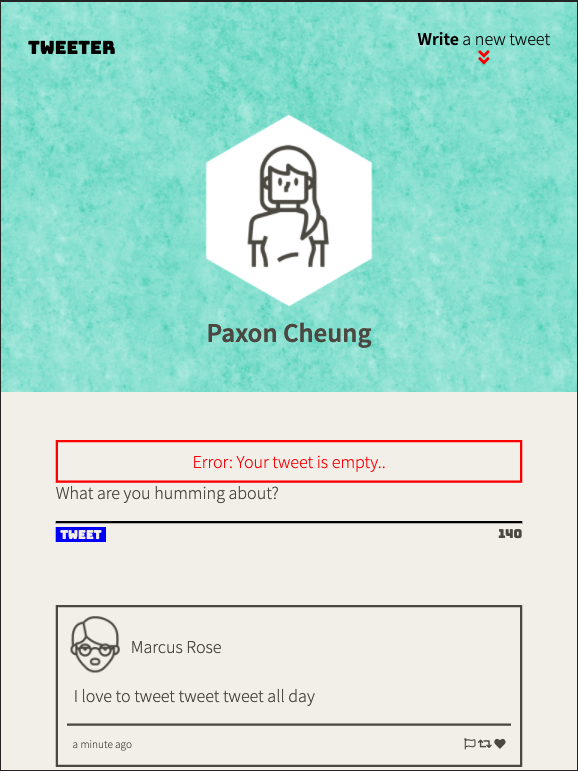 TWEETER
Write a new tweet
Paxon Cheung
Error: Your tweet is empty..
What are you humming about?
TWEET
140
Marcus Rose
I love to tweet tweet tweet all day
a minute ago